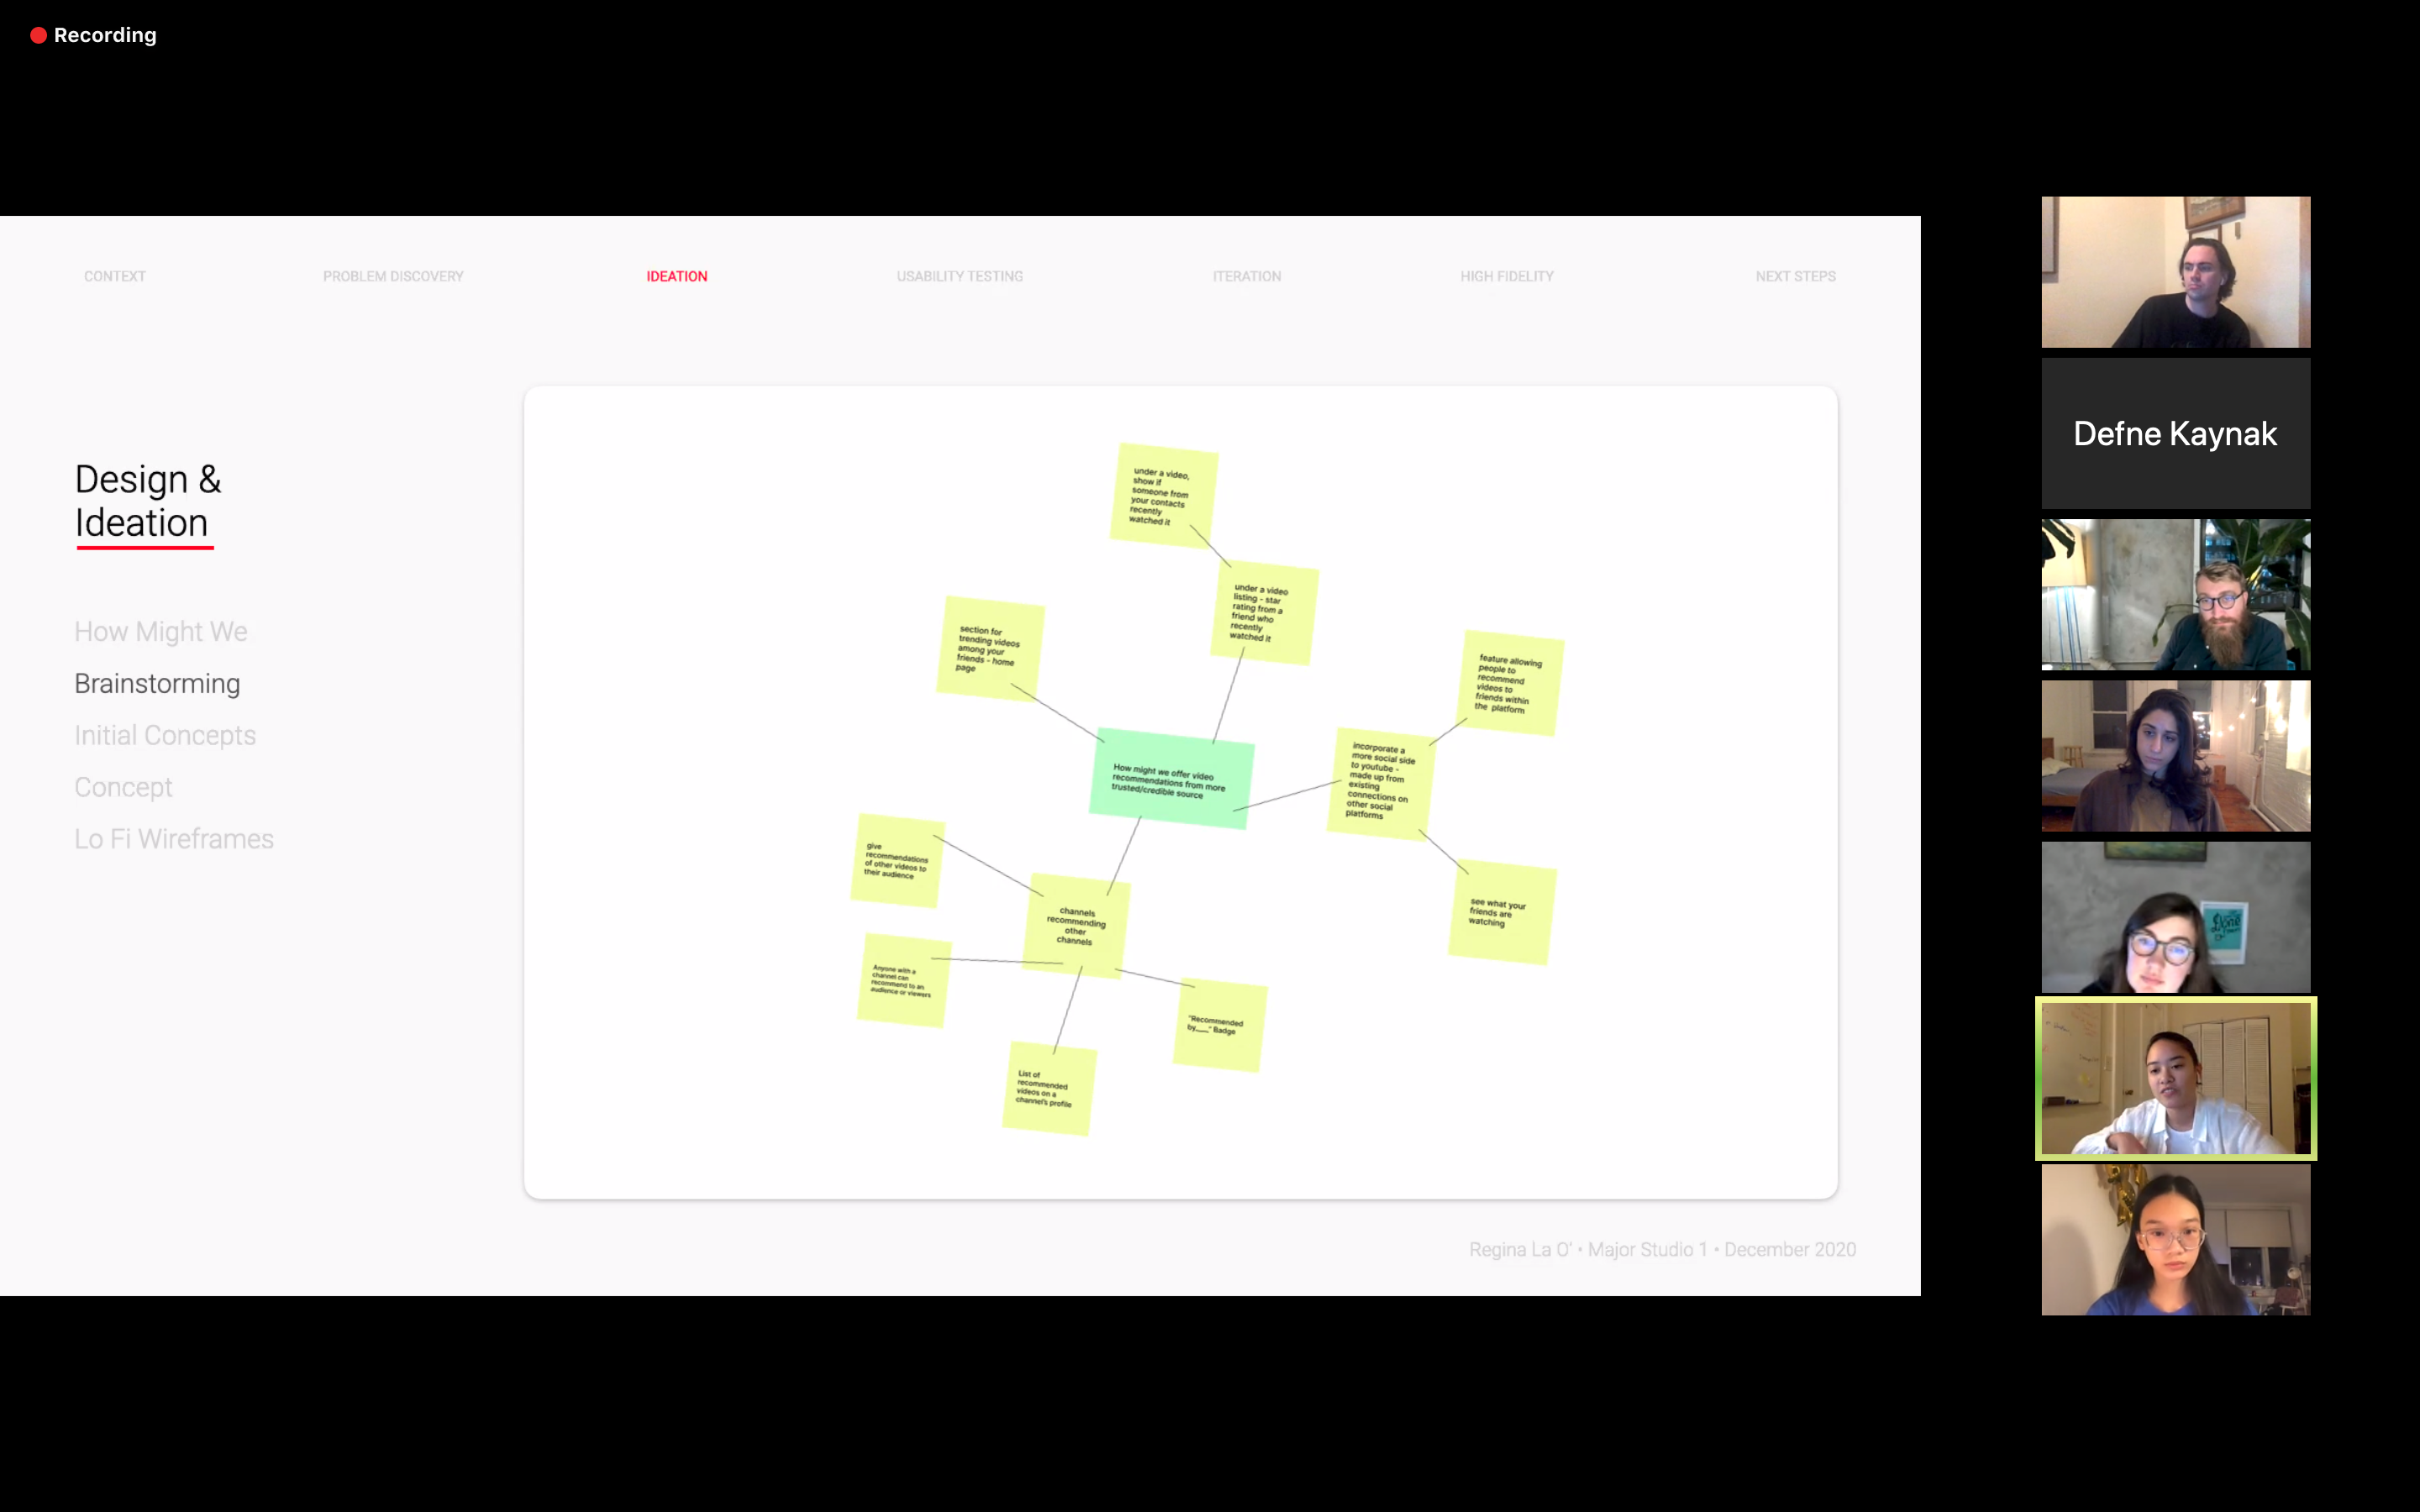 Recording
CONTEXT
PROBLEM DISCOVERY
IDEATION
USABILITY TESTING
ITERATION
HIGH FIDELITY
NEXT STEPS
Design &
Ideation
How Might We
Brainstorming
Initial Concepts
Concept
Lo Fi Wireframes
under a video,
show if
someone from
your contacts
recently
watched it
under a video
listing - star
rating from a
friend who
recently
watched it
section for
trending videos
among your
friends - home
page
feature allowing
people to
recommend
videos to
friends within
the platform
How might we offer video
recommendations from more
trusted/credible source
incorporate a
more social side
to youtube -
made up from
existing
connections on
other social
platforms
give
recommendations
of other videos to
their audience
channels
recommending
other
channels
see what your
friends are
watching
Anyone with a
channel can
recommend to an
audience or viewers
"Recommended
by___" Badge
List of
recommended
videos on a
channel's profile
Regina La O' • Major Studio 1 • December 2020
Defne Kaynak